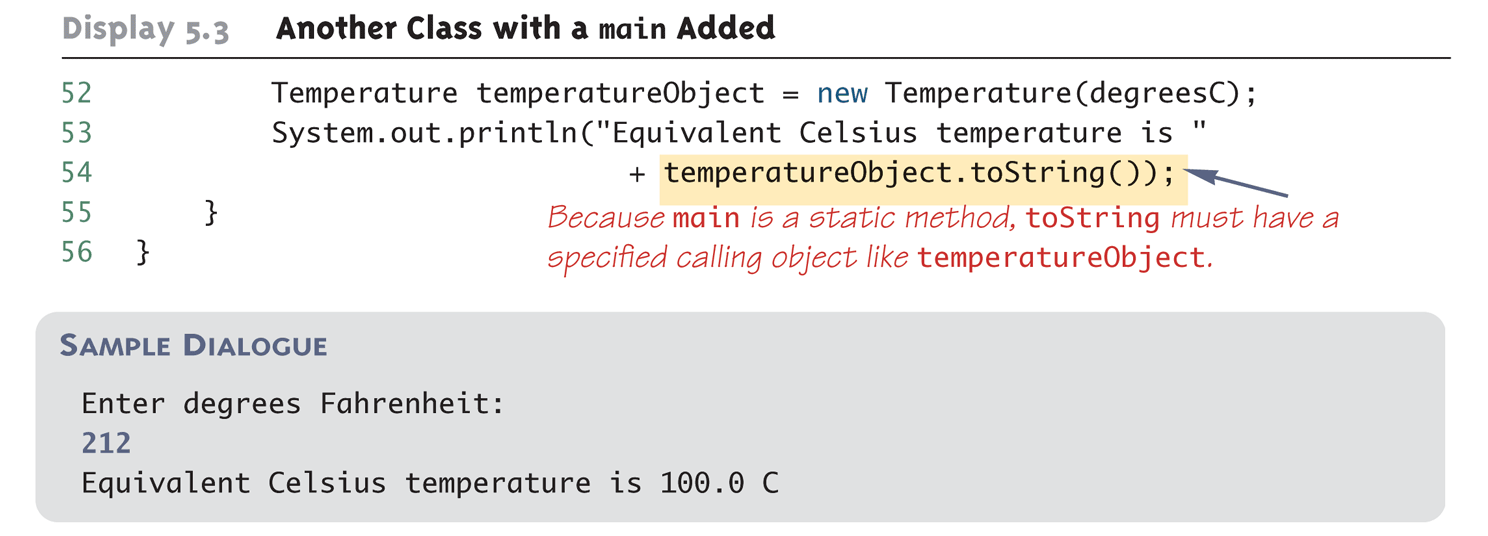 Display 5.3 Another Class with a main Added
52 Temperature temperatureObject = new Temperature(degreesC);
53 System.out.println("Equivalent Celsius temperature is "
54 + temperatureObject.toString());
55 }
Because main is a static method, toString must have a
56 }
specified calling object like temperatureObject.
SAMPLE DIALOGUE
Enter degrees Fahrenheit:
212
Equivalent Celsius temperature is 100.0 C